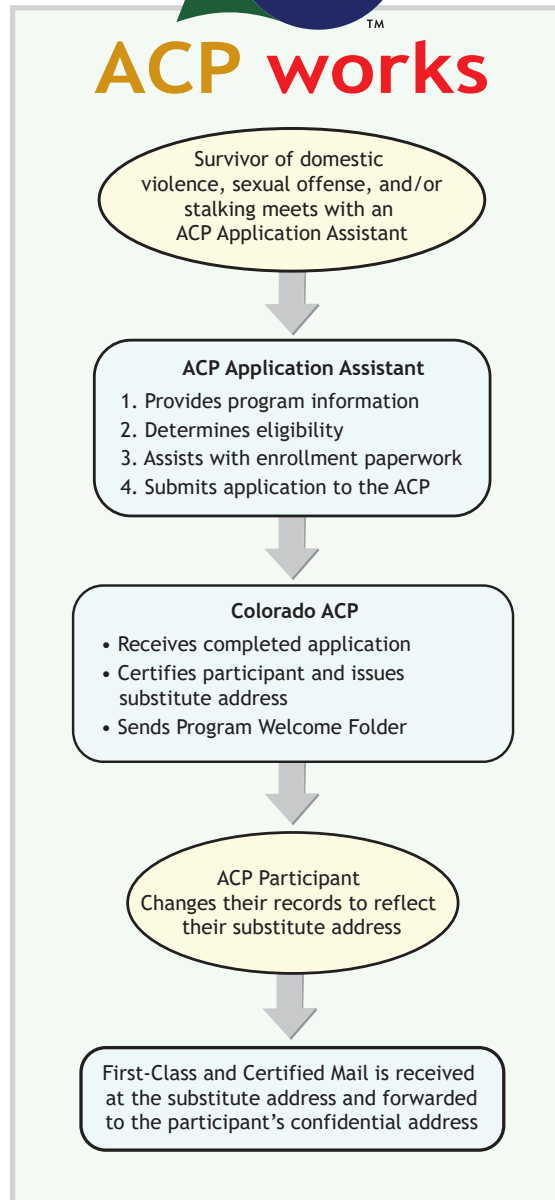 TM
ACP works
Survivor of domestic
violence, sexual offense, and/or
stalking meets with an
ACP Application Assistant
ACP Application Assistant
1. Provides program information
2. Determines eligibility
3. Assists with enrollment paperwork
4. Submits application to the ACP
Colorado ACP
• Receives completed application
• Certifies participant and issues
substitute address
• Sends Program Welcome Folder
ACP Participant
Changes their records to reflect
their substitute address
First-Class and Certified Mail is received
at the substitute address and forwarded
to the participant’s confidential address